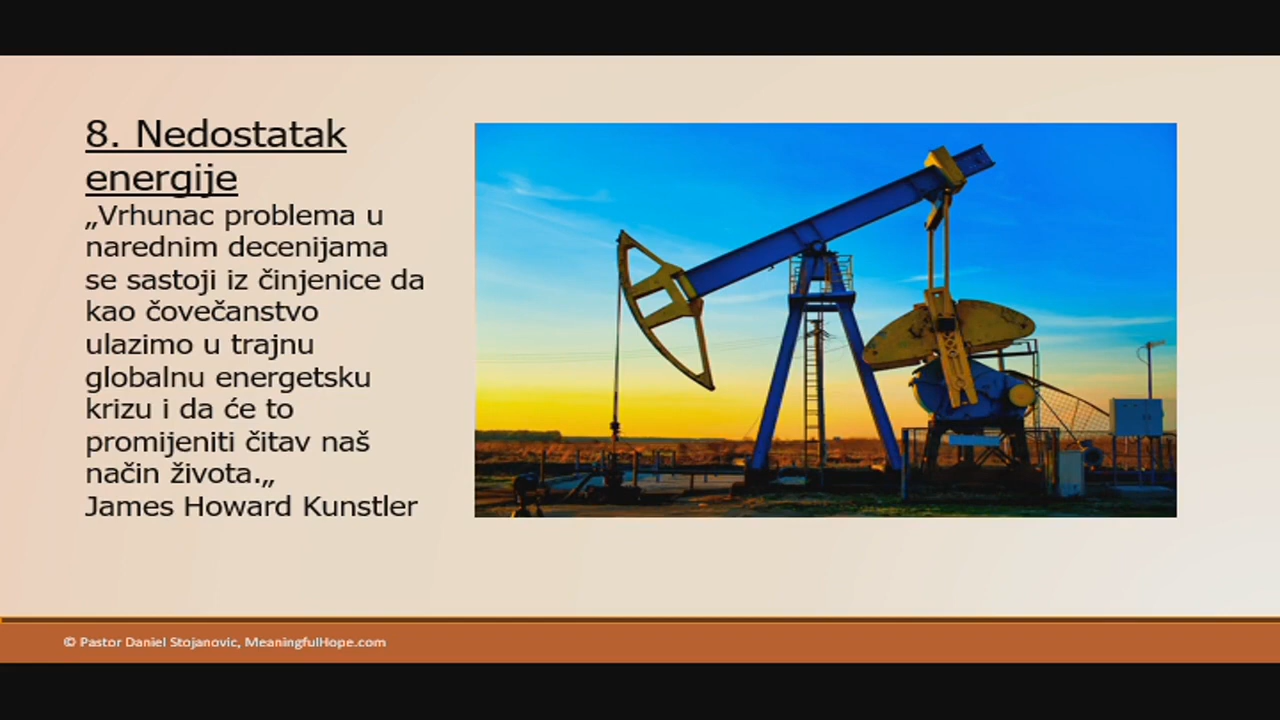 8. Nedostatak
energije
„Vrhunac problema u
narednim decenijama
se sastoji iz činjenice da
kao čovečanstvo
ulazimo u trajnu
globalnu energetsku
krizu i da će to
promijeniti čitav naš
način života.„
James Howard Kunstler
© Pastor Daniel Stojanovic, MeaningfulHope.com